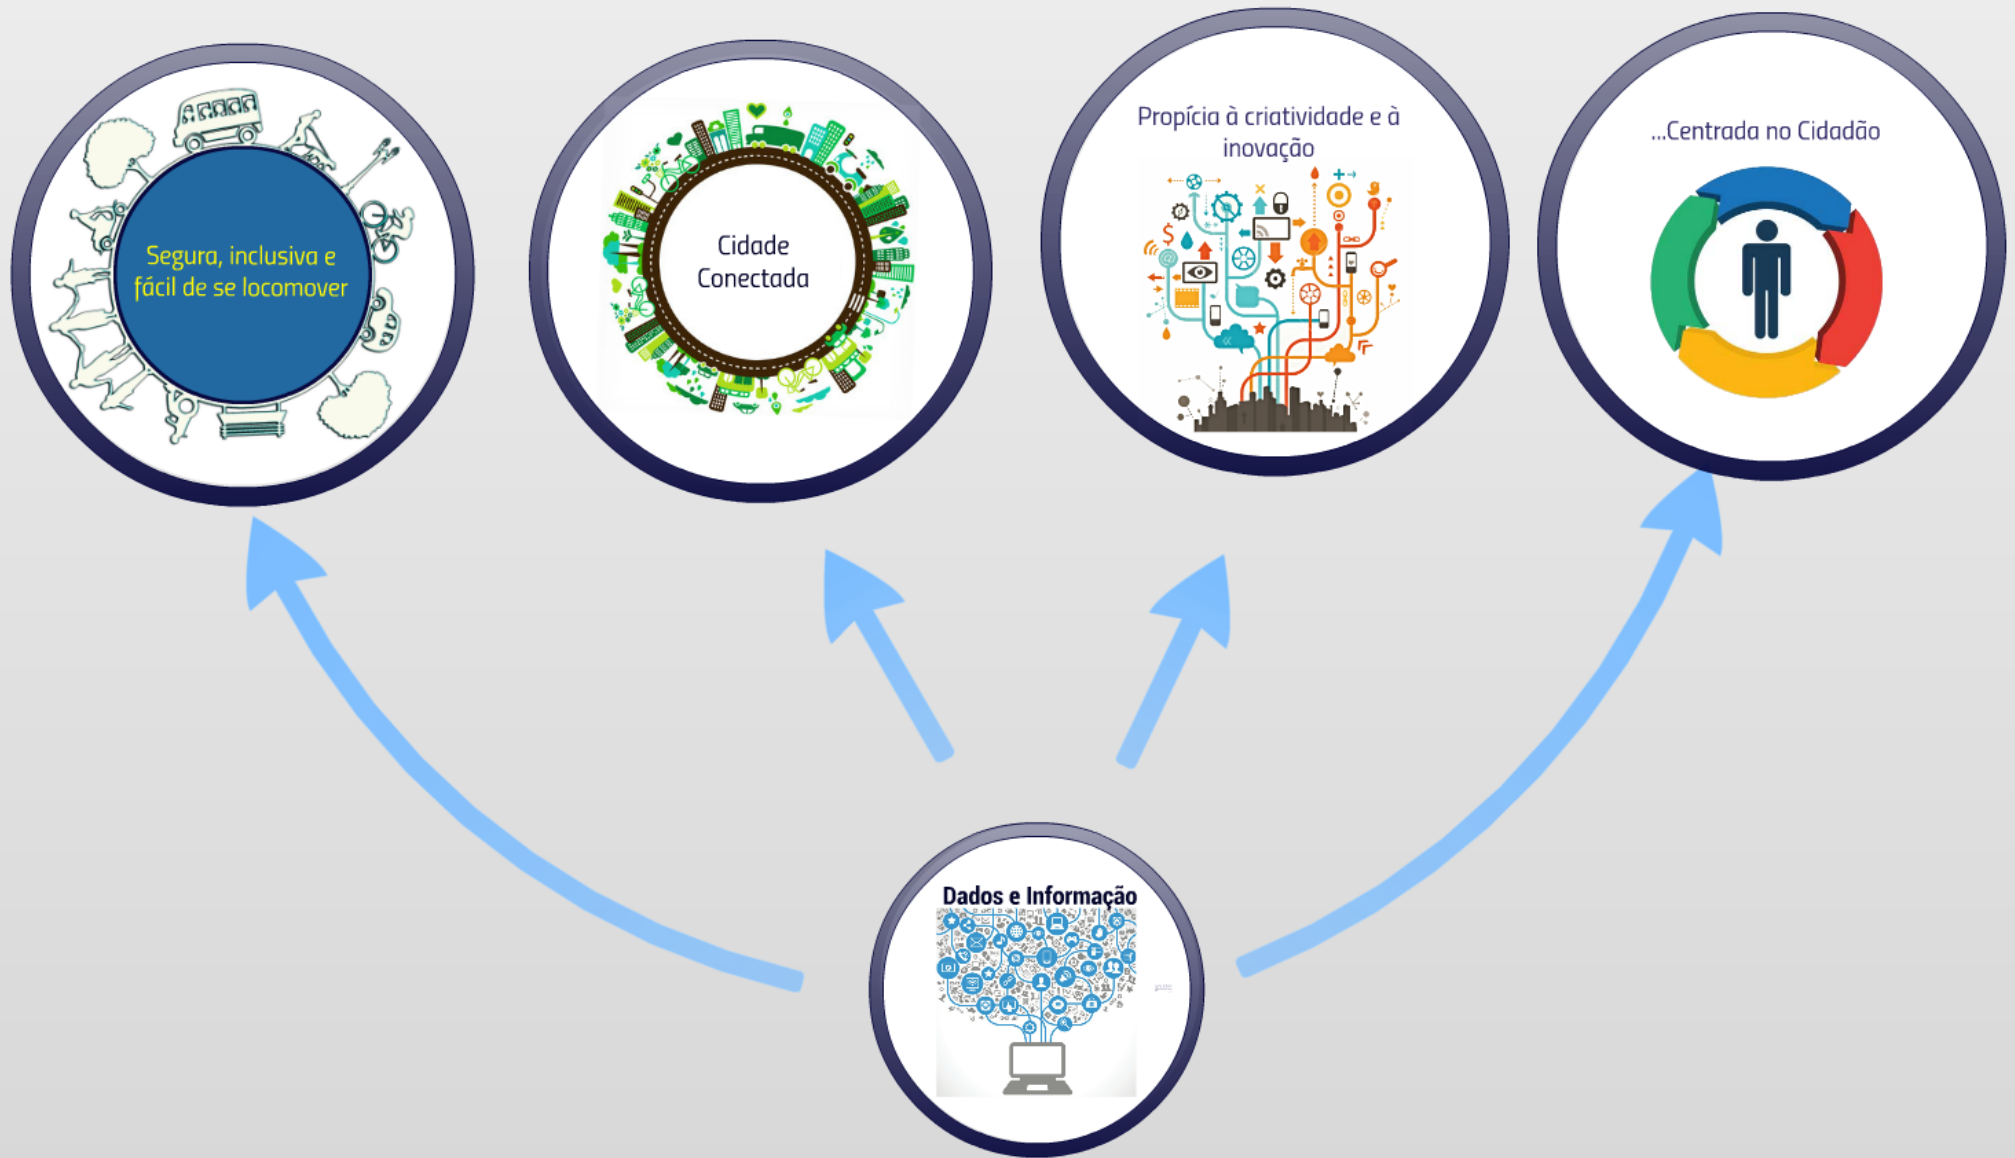 Segura, inclusiva e
fácil de se locomover
Cidade
Conectada
Propícia à criatividade e à
inovação
...Centrada no Cidadão
Dados e Informação